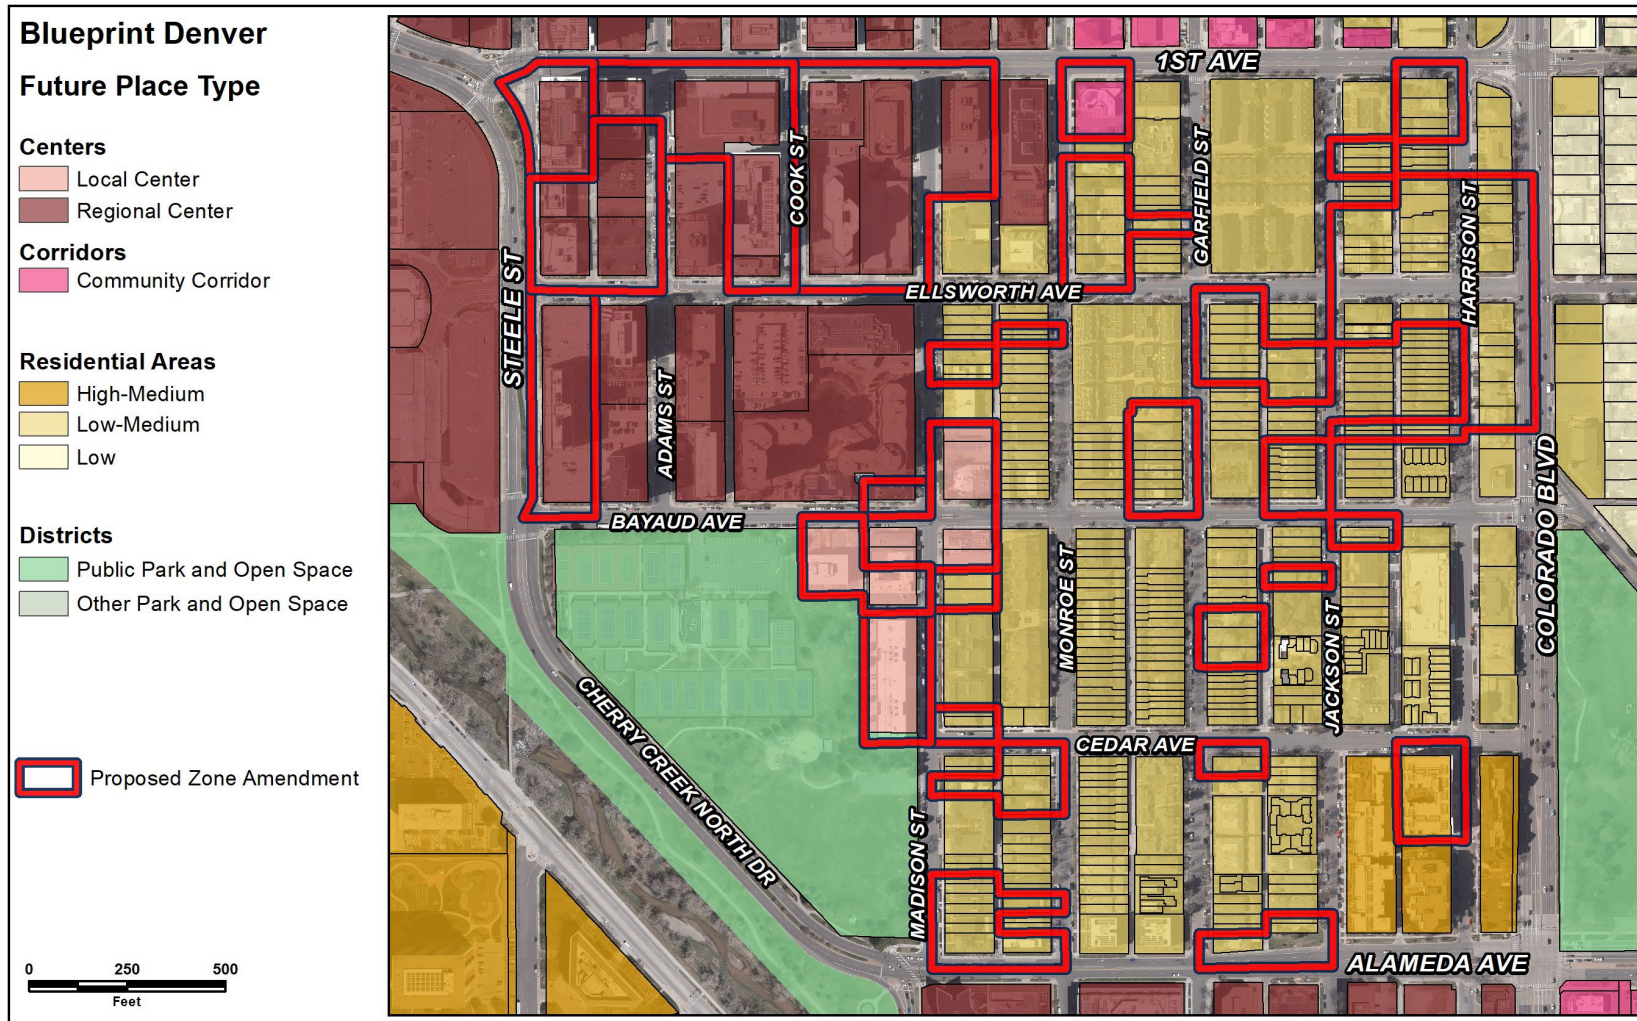 Blueprint Denver
Future Place Type
Centers
Local Center
Regional Center
Corridors
Community Corridor
Residential Areas
High-Medium
Low-Medium
Low
Districts
Public Park and Open Space
Other Park and Open Space
Proposed Zone Amendment
0 250 500
Feet
1ST AVE
COOK ST
GARFIELD ST
HARRISON ST
STEELE ST
ELLSWORTH AVE
ADAMS ST
COLORADO BLVD
BAYAUD AVE
MONROE ST
JACKSON ST
CHERRY CREEK NORTH DR
CEDAR AVE
MADISON ST
ALAMEDA AVE